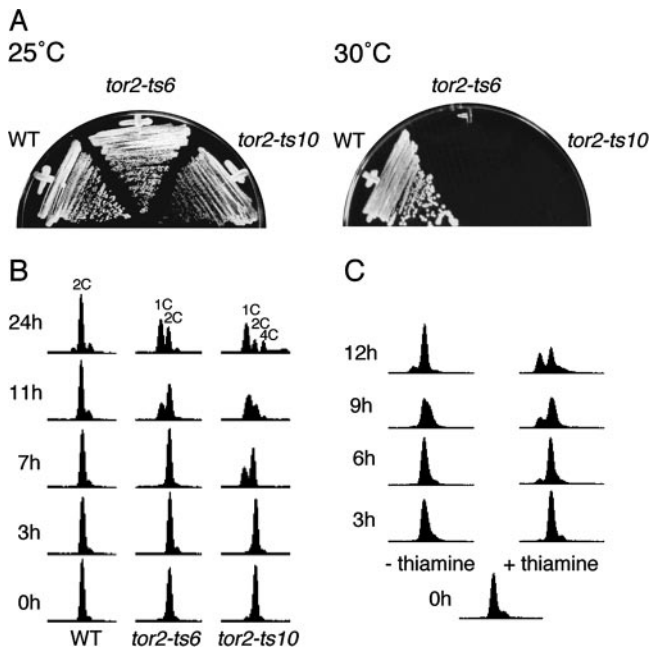 A
25˚C
30˚C
tor2-ts6
tor2-ts6
WT
tor2-ts10
WT
tor2-ts10
B
C
2C
1C
2C
1C
2C
4C
24h
11h
7h
3h
0h
WT
tor2-ts6
tor2-ts10
12h
9h
6h
3h
- thiamine
+ thiamine
0h